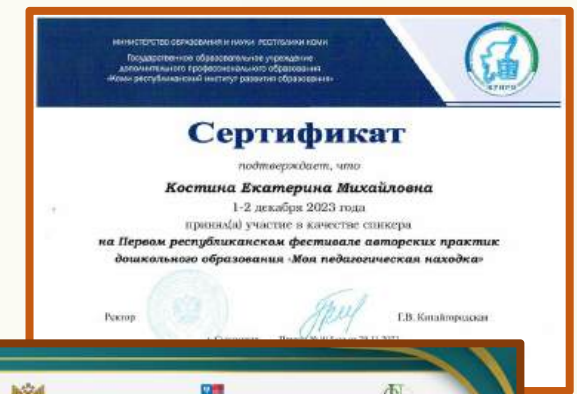 МИНИСТЕРСТВО ОБРАЗОВАНИЯ И НАУКИ РЕСПУБЛИКИ КОМИ
Государственное образовательное учреждение
дополнительного профессионального образования
«Коми республиканский институт развития образования»
КРИРО
Сертификат
подтверждает, что
Костина Екатерина Михайловна
1-2 декабря 2023 года
принял(а) участие в качестве спикера
на Первом республиканском фестивале авторских практик
дошкольного образования «Моя педагогическая находка»
Ректор
Г.В. Китайгородская